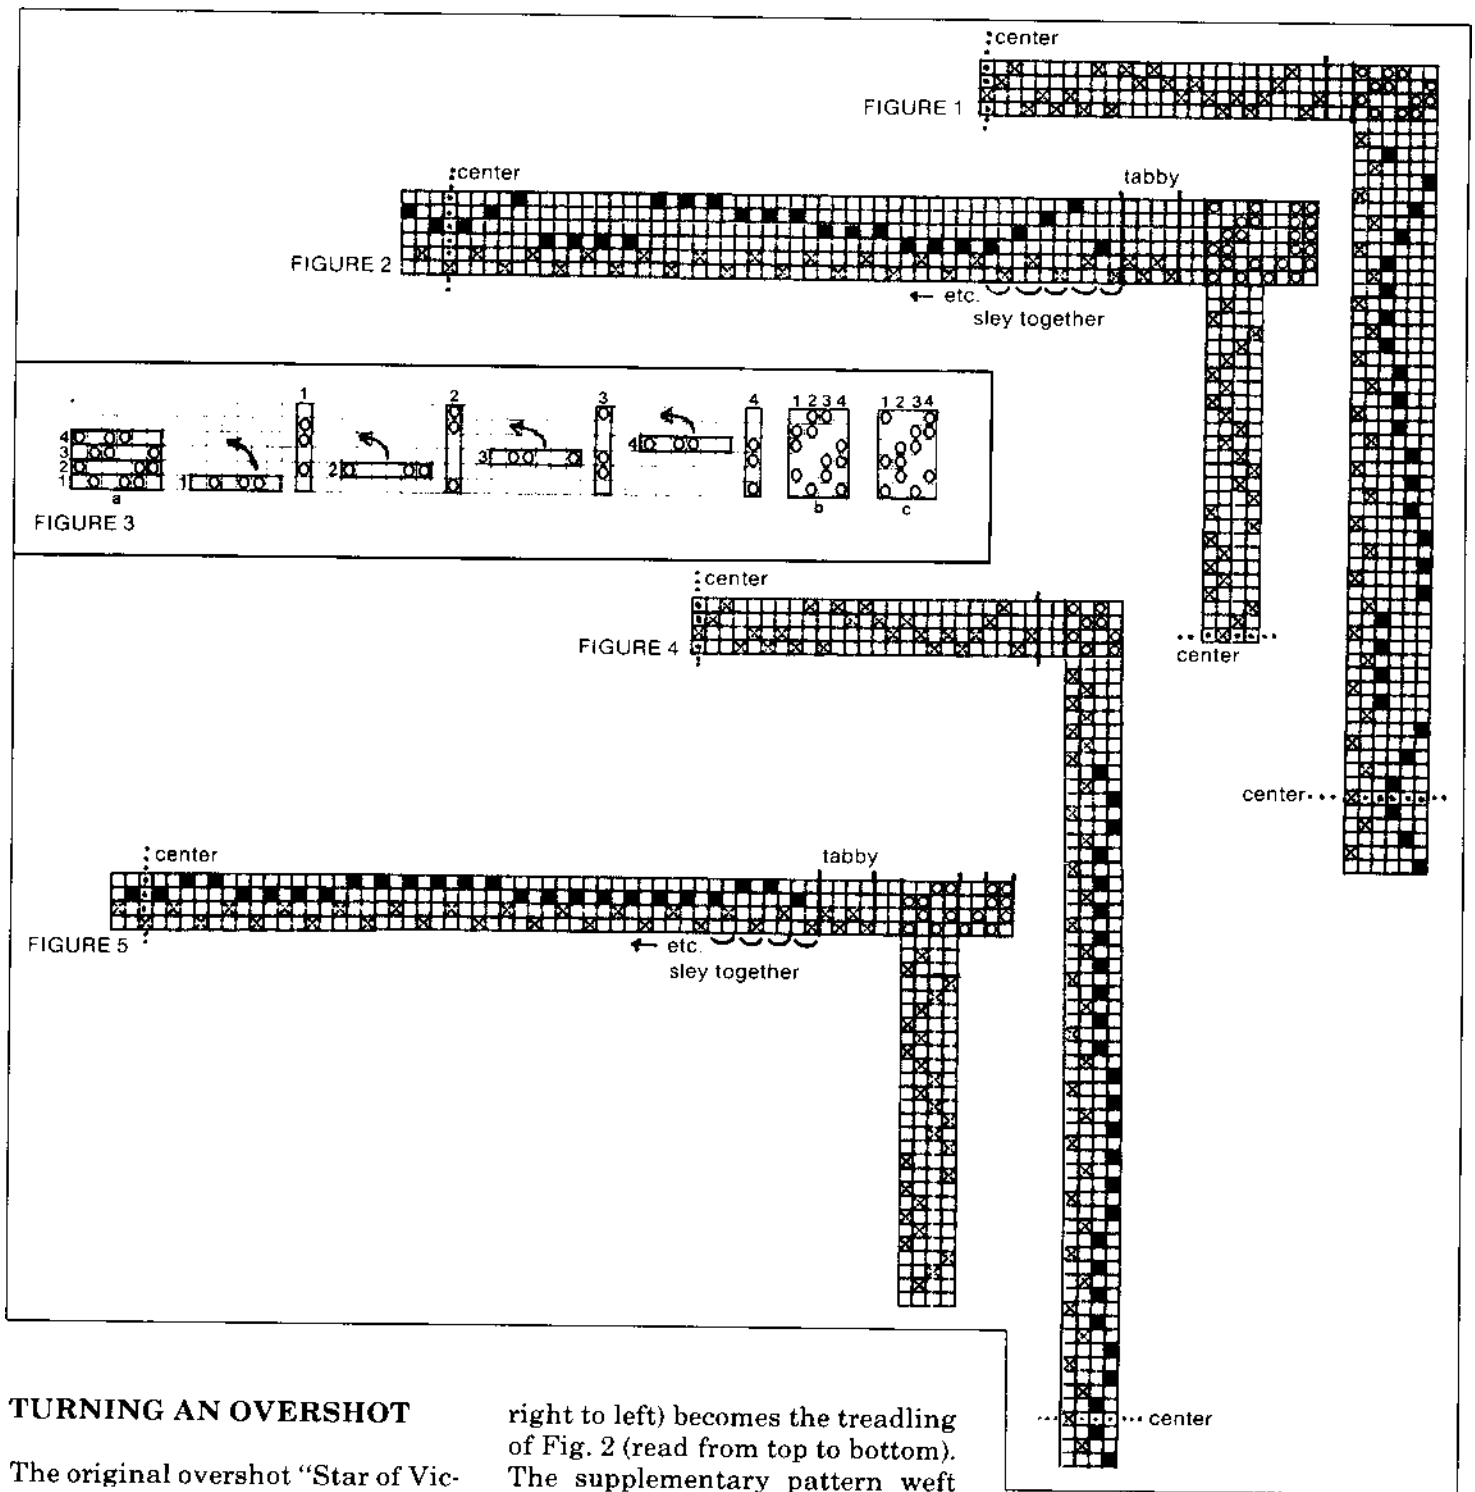 center
FIGURE 1
center
tabby
FIGURE 2
← etc.
sley together
center
1 2 3 4 1 2 3 4 1 2 3 4
4
3 2 3 4
2
1 1
a b c
FIGURE 3
center
FIGURE 4
center
center
tabby
FIGURE 5
← etc.
sley together
center
TURNING AN OVERSHOT
The original overshot “Star of Vic-
right to left) becomes the treadling
of Fig. 2 (read from top to bottom).
The supplementary pattern weft